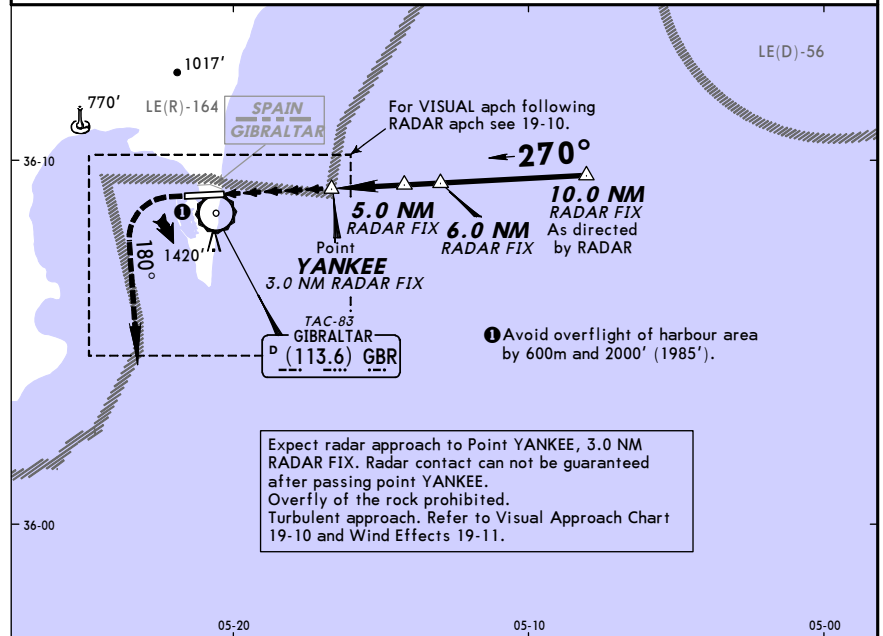 LE(D)-56
1017'
770'
LE(R)-164
SPAIN
GIBRALTAR
For VISUAL apch following
RADAR apch see 19-10.
36-10
270°
5.0 NM
RADAR FIX
6.0 NM
RADAR FIX
10.0 NM
RADAR FIX
As directed
by RADAR
1
180°
1420'
Point
YANKEE
3.0 NM RADAR FIX
TAC-83
GIBRALTAR
D (113.6) GBR
1 Avoid overflight of harbour area
by 600m and 2000' (1985').
Expect radar approach to Point YANKEE, 3.0 NM
RADAR FIX. Radar contact can not be guaranteed
after passing point YANKEE.
Overfly of the rock prohibited.
Turbulent approach. Refer to Visual Approach Chart
19-10 and Wind Effects 19-11.
36-00
05-20
05-10
05-00